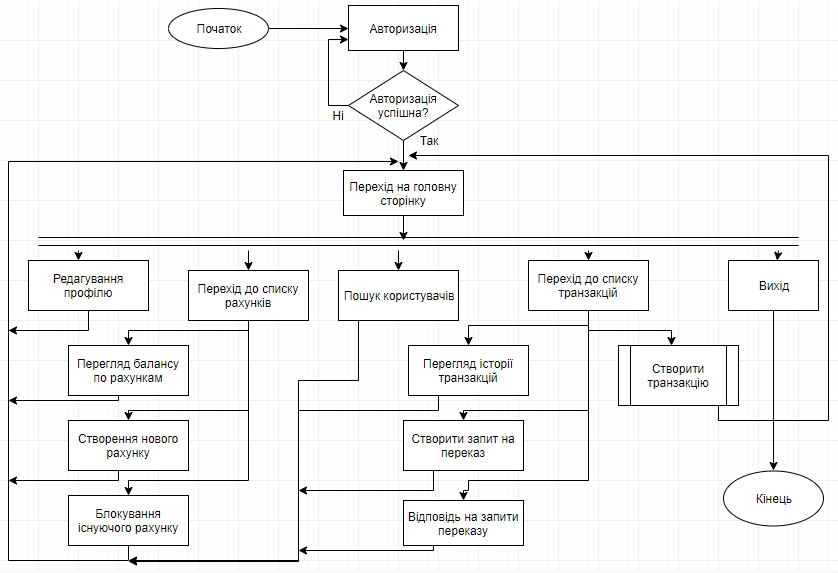 Початок
Авторизація
Авторизація
успішна?
Ні
Так
Перехід на головну
сторінку
Редагування
профілю
Перехід до списку
рахунків
Пошук користувачів
Перехід до списку
транзакцій
Вихід
Перегляд балансу
по рахункам
Перегляд історії
транзакцій
Створити
транзакцію
Створення нового
рахунку
Створити запит на
переказ
Блокування
існуючого рахунку
Відповідь на запити
переказу
Кінець